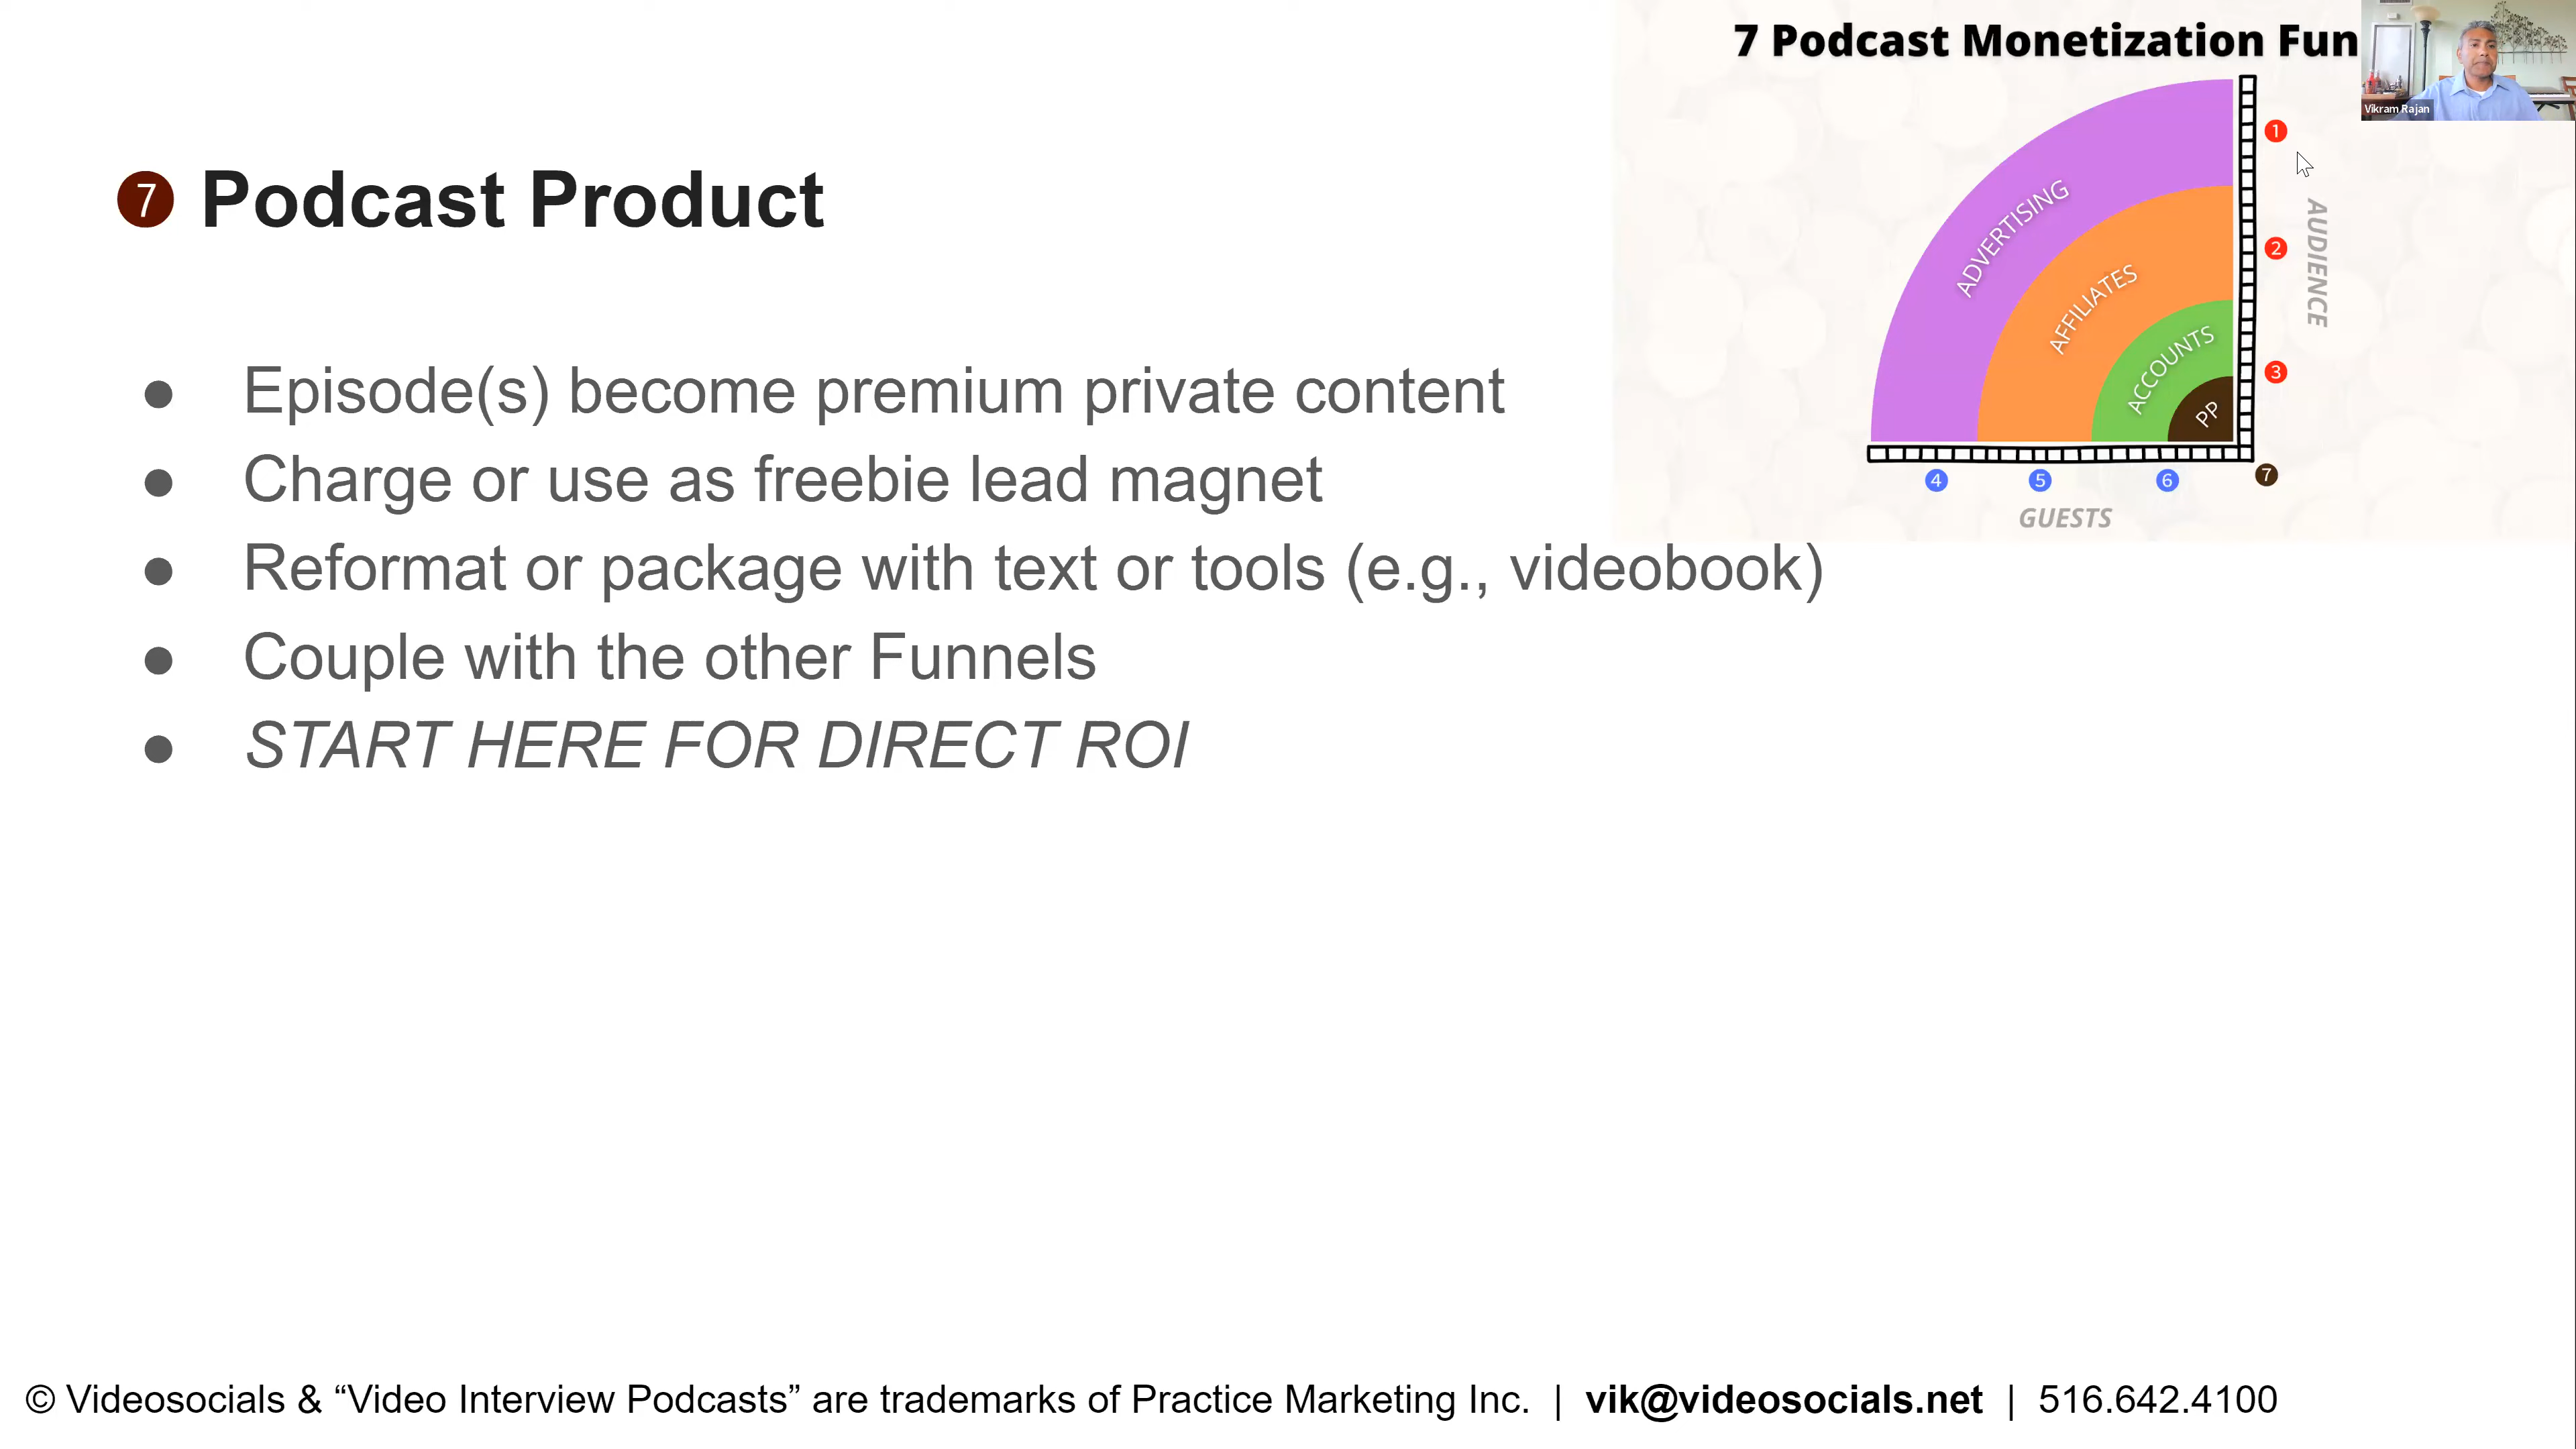 7 Podcast Monetization Fun
Vikram Rajan
7 Podcast Product
● Episode(s) become premium private content
● Charge or use as freebie lead magnet
● Reformat or package with text or tools (e.g., videobook)
● Couple with the other Funnels
● START HERE FOR DIRECT ROI
ADVERTISING
AFFILIATES
ACCOUNTS
PP
1
2
3
AUDIENCE
4 5 6 7
GUESTS
© Videosocials & “Video Interview Podcasts” are trademarks of Practice Marketing Inc. | vik@videosocials.net | 516.642.4100